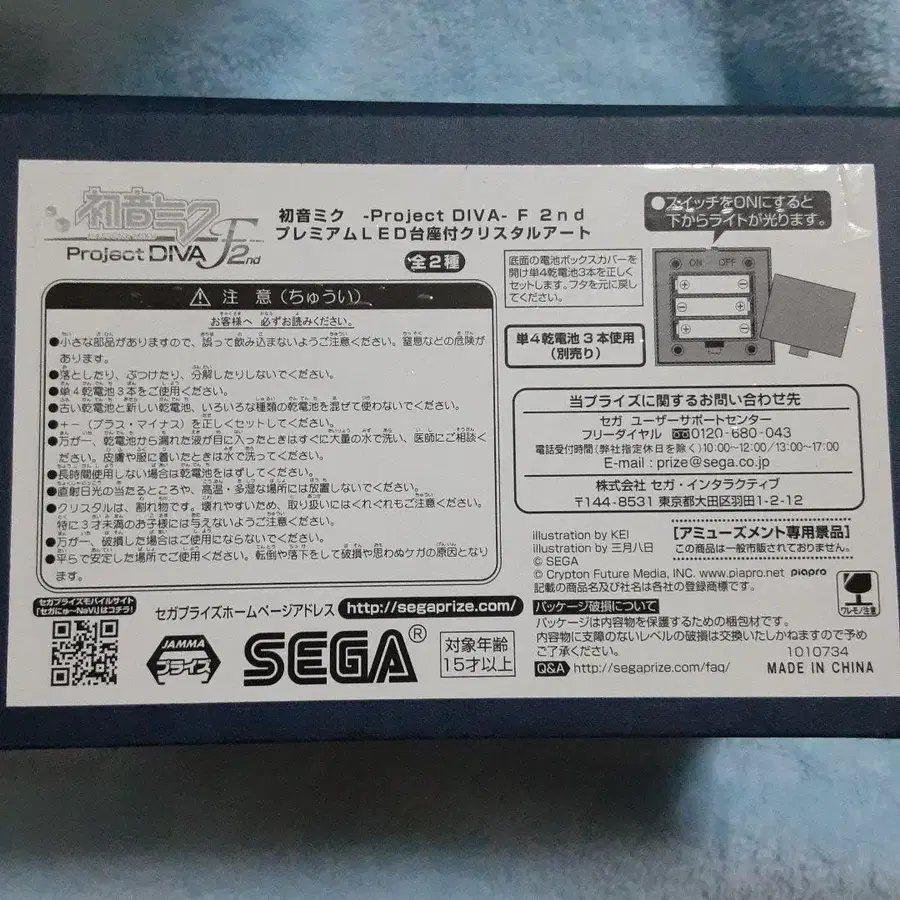 初音ミク
Project DIVA F 2nd
初音ミク -Project DIVA- F 2nd
プレミアムLED台座付クリスタルアート
全2種
⚠ 注意(ちゅうい)
お客様へ 必ずお読みください。
●小さな部品がありますので、誤って飲み込まないようご注意ください。窒息などの危険が
あります。
●落としたり、ぶつけたり、分解したりしないでください。
●単4乾電池3本をご使用ください。
●古い乾電池と新しい乾電池、いろいろな種類の乾電池を混ぜて使わないでください。
●+-(プラス・マイナス)を正しくセットしてください。
●万が一、乾電池から漏れた液が目に入ったときはすぐに大量の水で洗い、医師にご相談く
ださい。皮膚や服に着いたときは水で洗ってください。
●長時間使用しない場合は乾電池をはずしてください。
●直射日光の当たるところや、高温・多湿な場所には放置しないでください。
●クリスタルは、割れ物です。壊れやすいため、取り扱いにはくれぐれもご注意ください。
特に3才未満のお子様には与えないようご注意ください。
●万が一、破損した場合はご使用にならないでください。
●平らで安定した場所でご使用ください。転倒や落下をして破損や思わぬケガの原因となり
ます。
●スイッチをONにすると
下からライトが光ります。
底面の電池ボックスカバーを
開け単4乾電池3本を正しく
セットします。フタを元に戻し
てください。
ON OFF
単4乾電池3本使用
(別売り)
当プライズに関するお問い合わせ先
セガ ユーザーサポートセンター
フリーダイヤル 0120-680-043
電話受付時間(弊社指定休日を除く)10:00~12:00/13:00~17:00
E-mail : prize@sega.co.jp
株式会社 セガ・インタラクティブ
〒144-8531 東京都大田区羽田1-2-12
illustration by KEI
illustration by 三月八日
© SEGA
© Crypton Future Media, INC. www.piapro.net piapro
記載の商品名及び社名は各社の登録商標です。
[アミューズメント専用景品]
この商品は一般市販されておりません。
ワレモノ注意
パッケージ破損について
パッケージは内容物を保護するための梱包材です。
内容物に支障のないレベルの破損は交換いたしかねますので予め
ご了承ください。
Q&A http://segaprize.com/faq/
1010734
MADE IN CHINA
セガプライズモバイルサイト
「セガにゅ~NaVi」はコチラ!
セガプライズホームページアドレス http://segaprize.com/
JAMMA
プライズ
SEGA®
対象年齢
15才以上